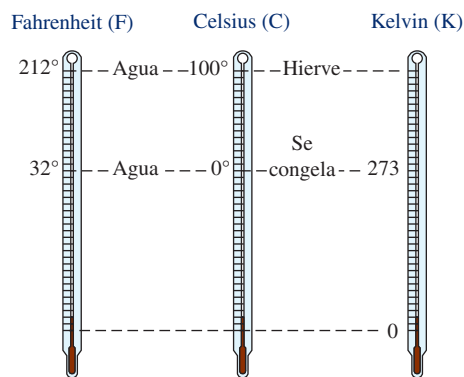 Fahrenheit (F) Celsius (C) Kelvin (K)
212° Agua 100° Hierve
Se
32° Agua 0° congela 273
0